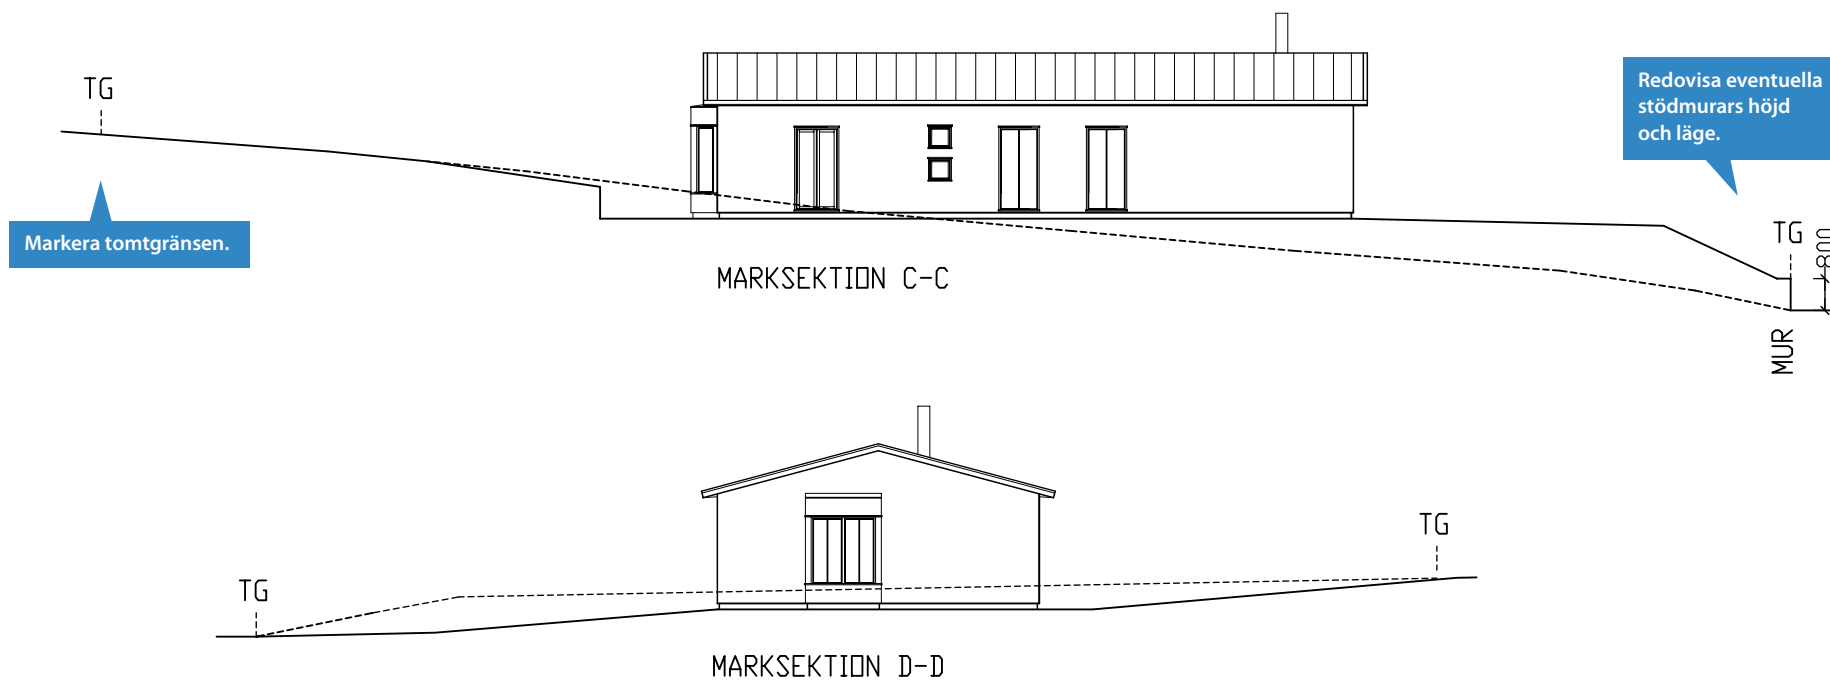 TG
Redovisa eventuella
stödmurars höjd
och läge.
Markera tomtgränsen.
TG
800
MARKSEKTION C-C
MUR
TG
TG
MARKSEKTION D-D